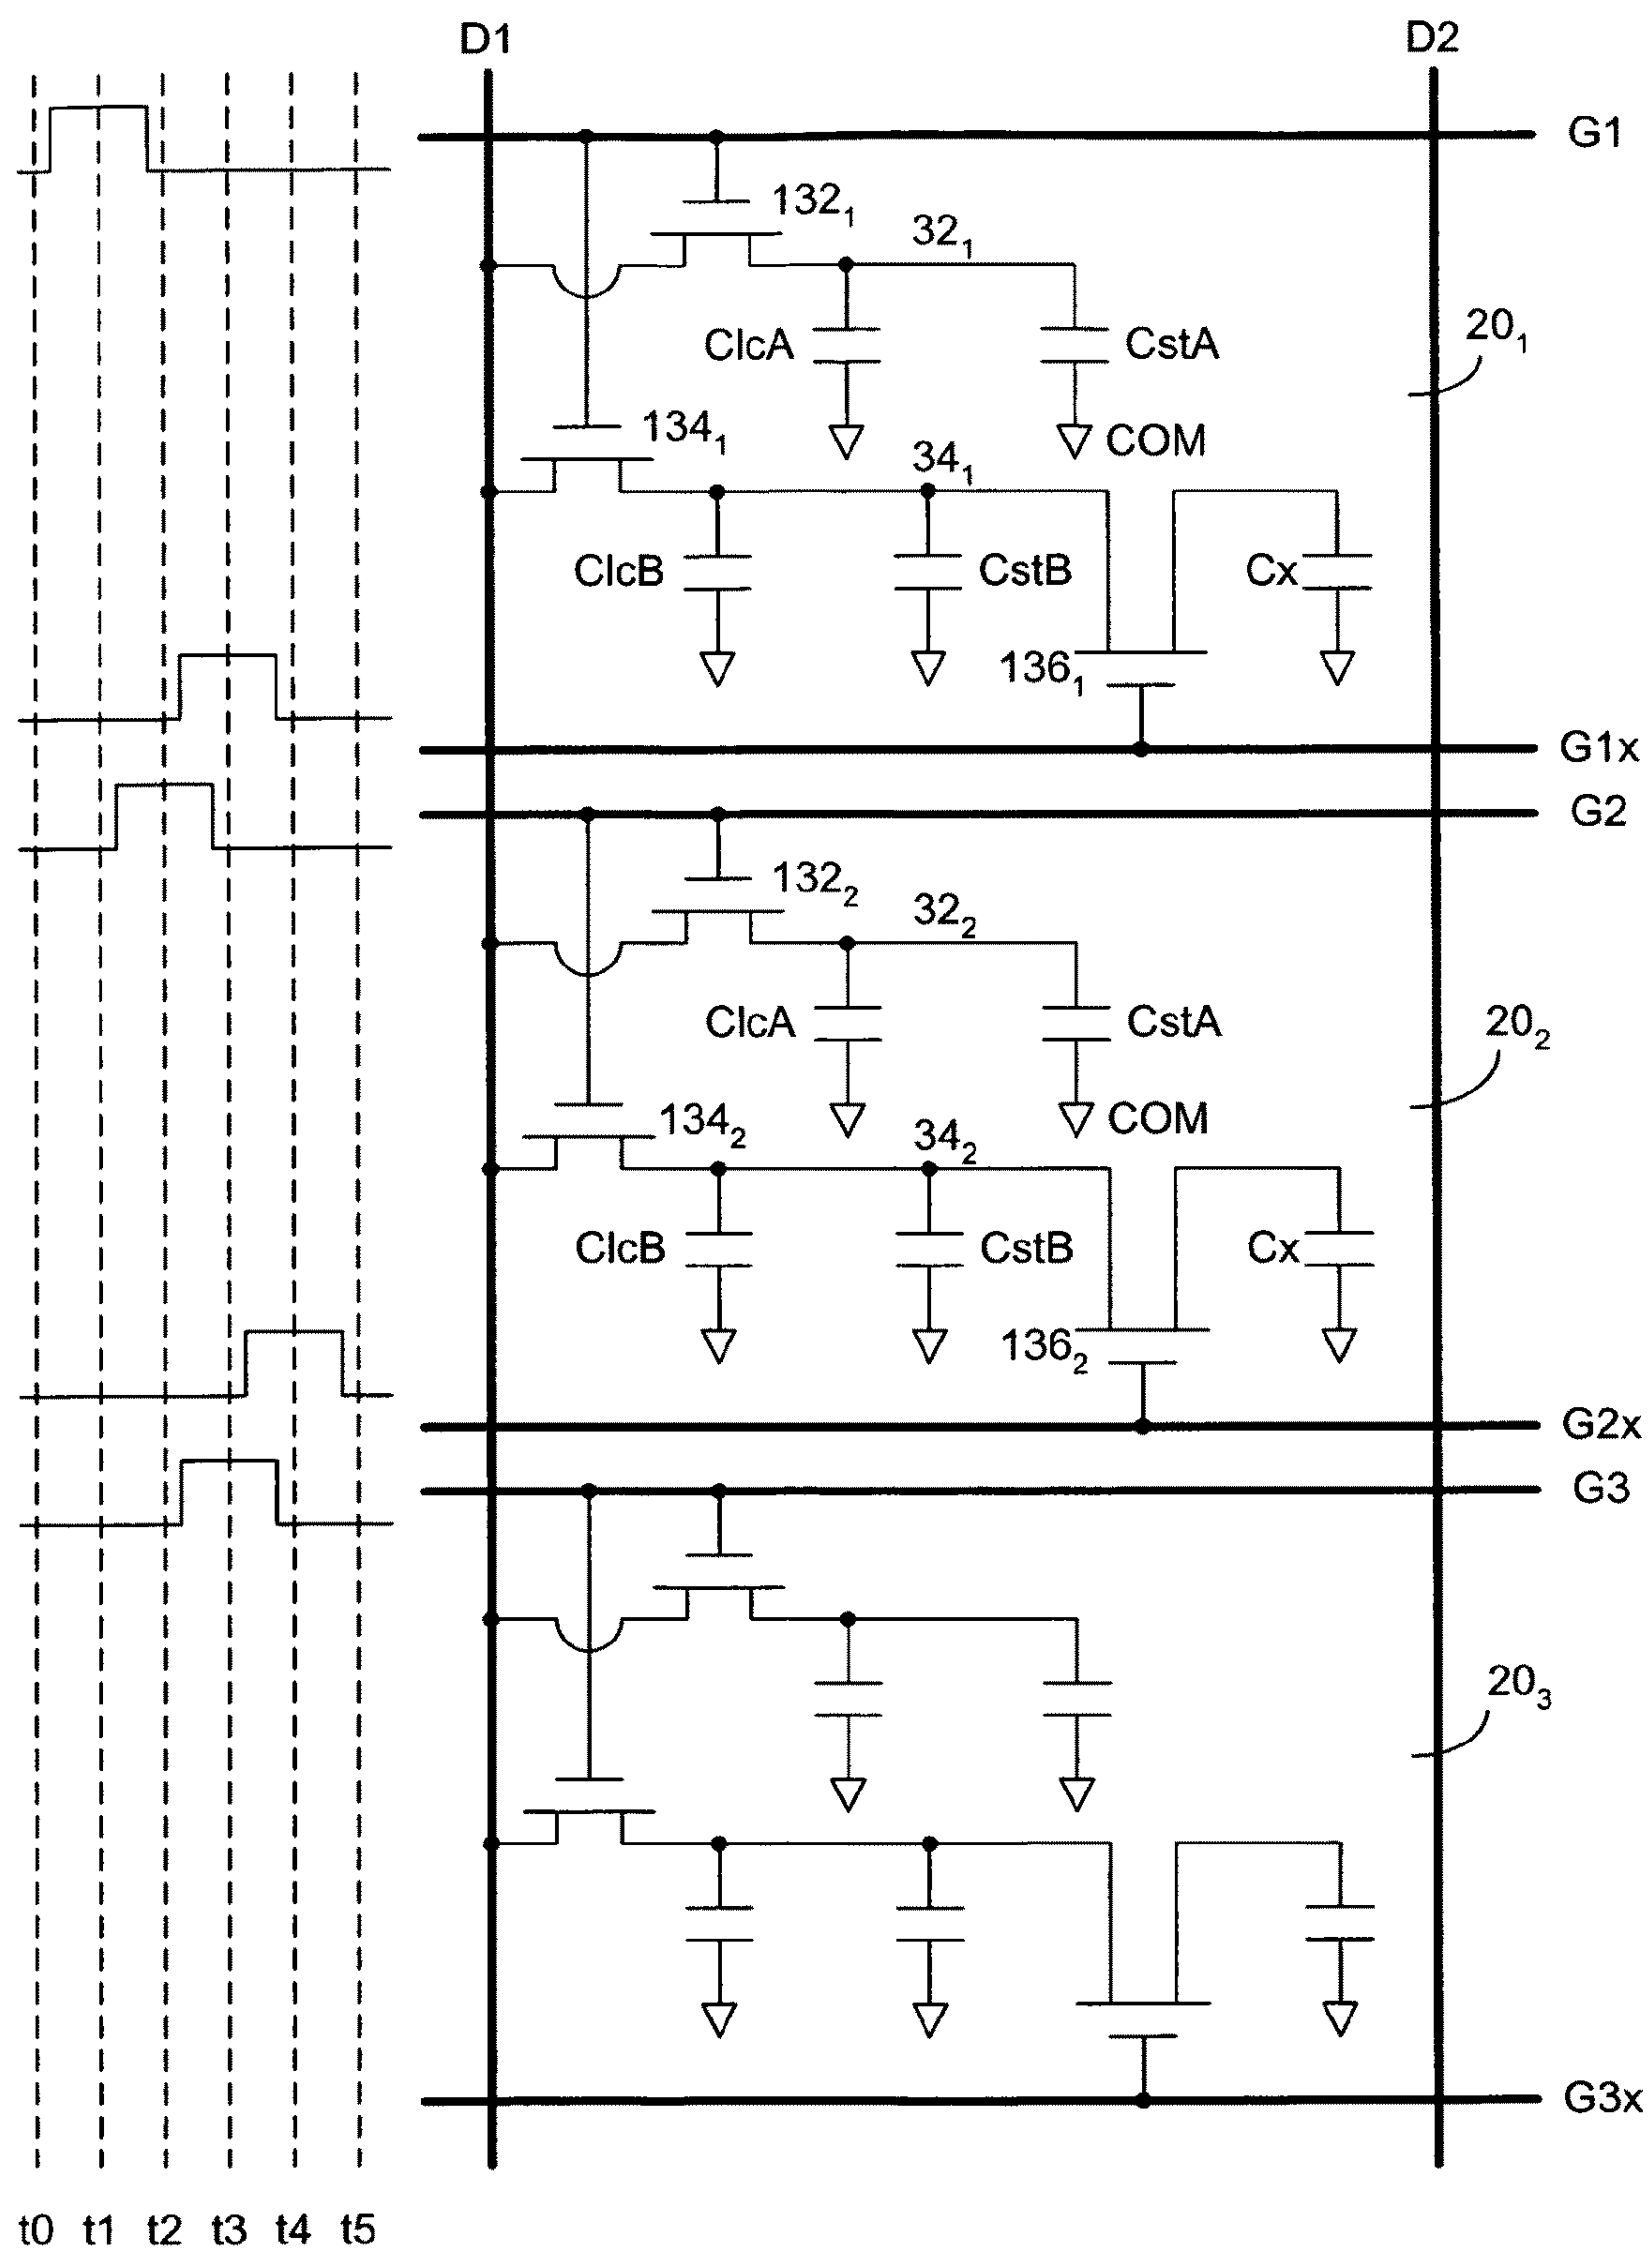 D1 D2
G1
132₁
32₁
20₁
ClcA CstA
134₁
COM
34₁
ClcB CstB Cx
136₁
G1x
G2
132₂
32₂
20₂
ClcA CstA
134₂
COM
34₂
ClcB CstB Cx
136₂
G2x
G3
20₃
G3x
t0 t1 t2 t3 t4 t5